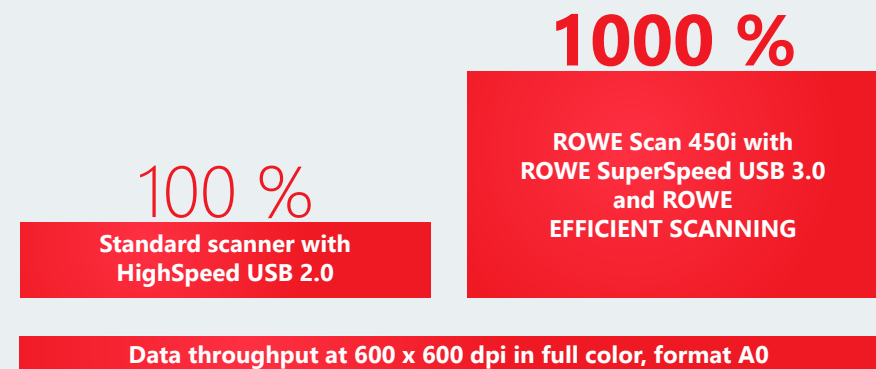 100 %
Standard scanner with
HighSpeed USB 2.0
1000 %
ROWE Scan 450i with
ROWE SuperSpeed USB 3.0
and ROWE
EFFICIENT SCANNING
Data throughput at 600 x 600 dpi in full color, format A0